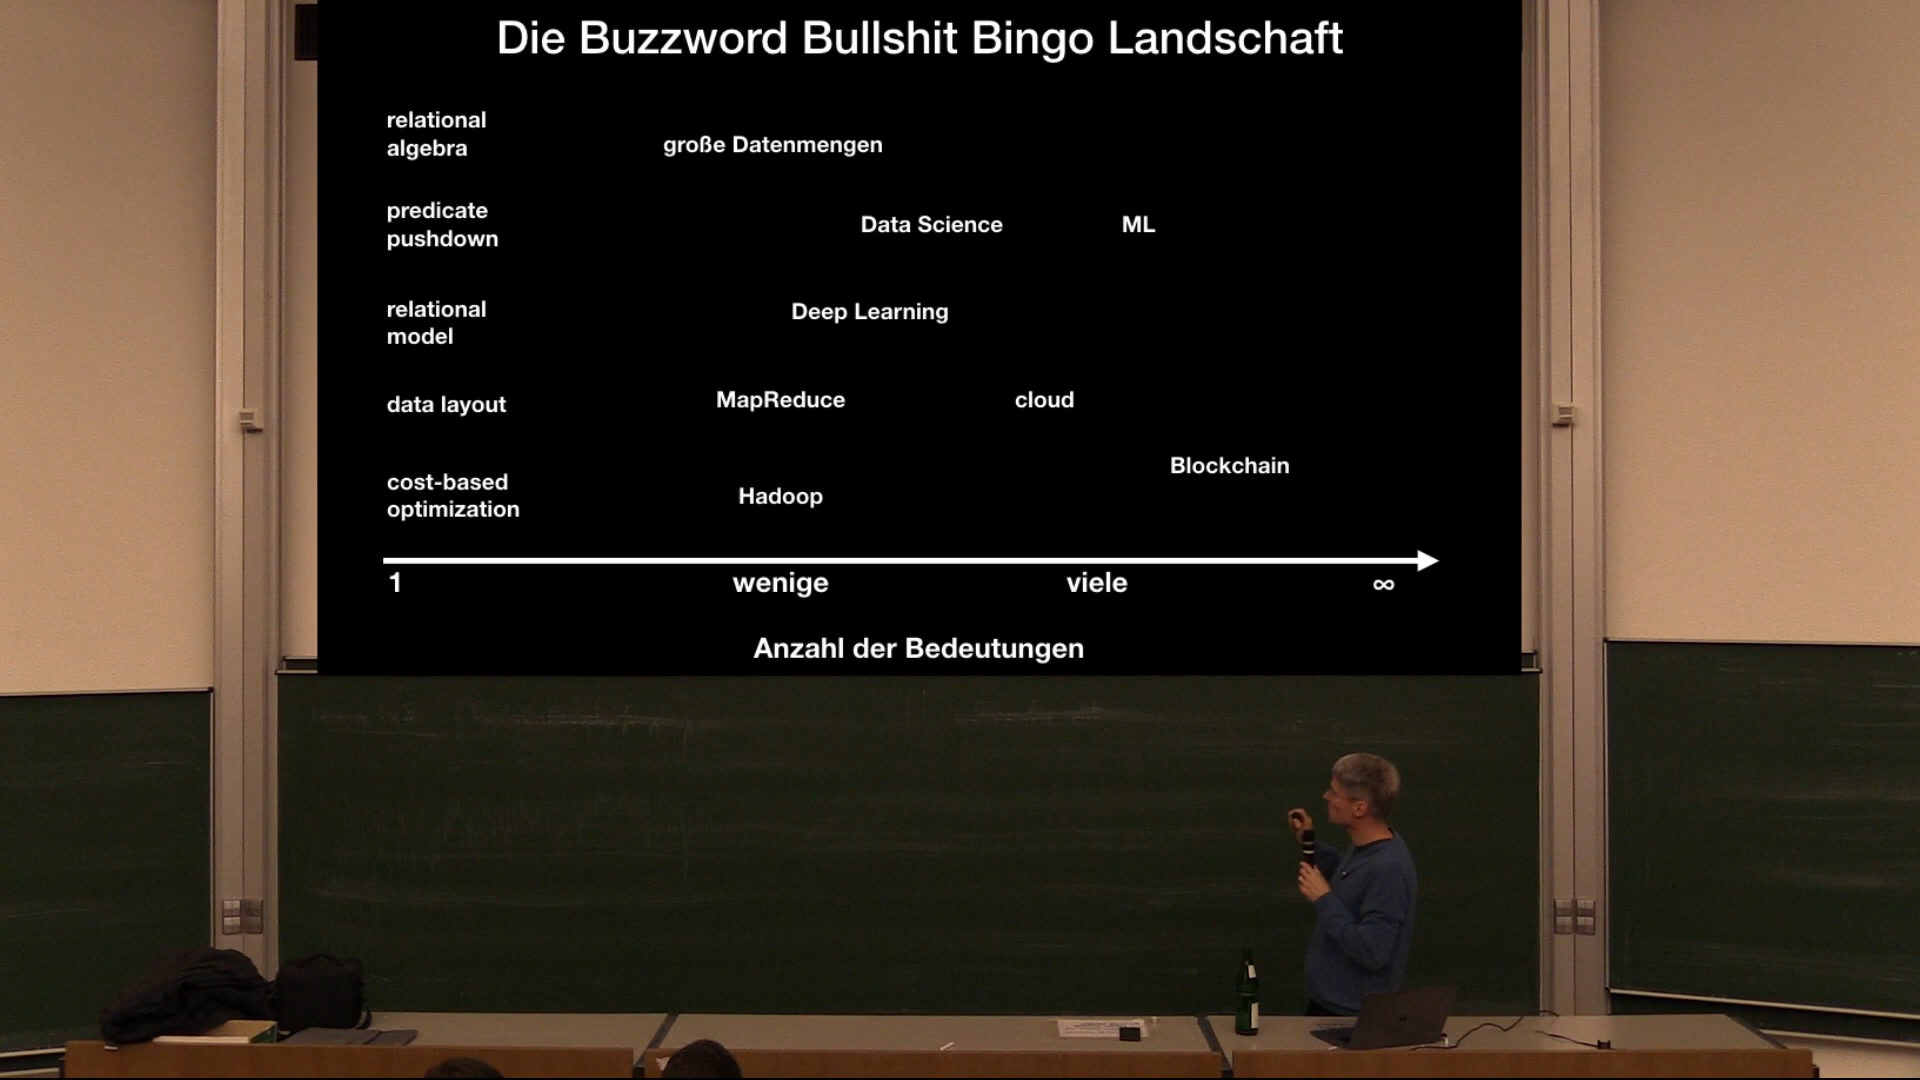 Die Buzzword Bullshit Bingo Landschaft
relational
algebra
große Datenmengen
predicate
pushdown
Data Science
ML
relational
model
Deep Learning
data layout
MapReduce
cloud
Blockchain
cost-based
optimization
Hadoop
1
wenige
viele
∞
Anzahl der Bedeutungen